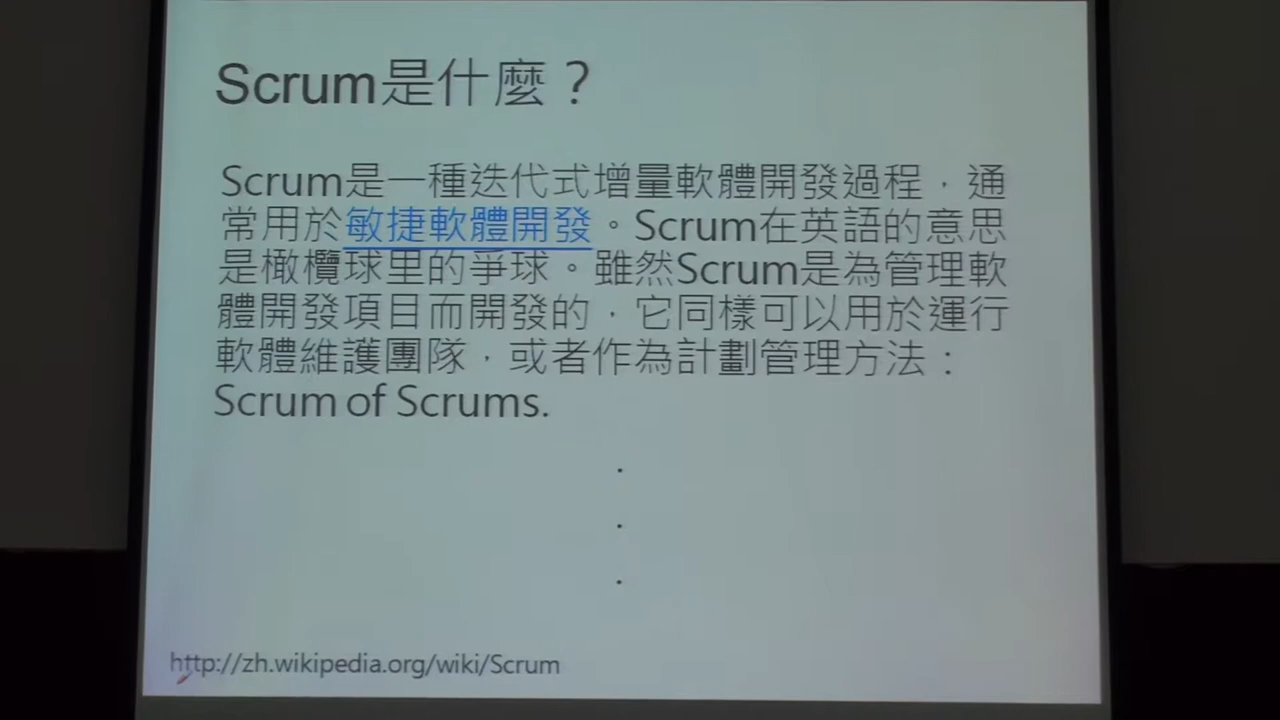 Scrum是什麼？
Scrum是一種迭代式增量軟體開發過程，通
常用於敏捷軟體開發。Scrum在英語的意思
是橄欖球里的爭球。雖然Scrum是為管理軟
體開發項目而開發的，它同樣可以用於運行
軟體維護團隊，或者作為計劃管理方法：
Scrum of Scrums.
.
.
.
http://zh.wikipedia.org/wiki/Scrum